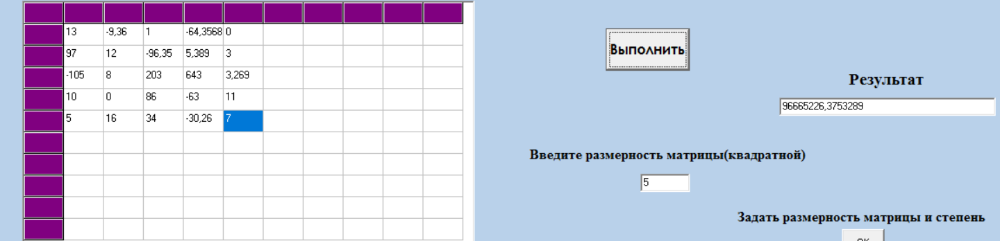 13 -9,36 1 -64,3568 0
97 12 -96,35 5,389 3
-105 8 203 643 3,269
10 0 86 -63 11
5 16 34 -30,26 7
Выполнить
Результат
96665226,3753289
Введите размерность матрицы(квадратной)
5
Задать размерность матрицы и степень
ОК